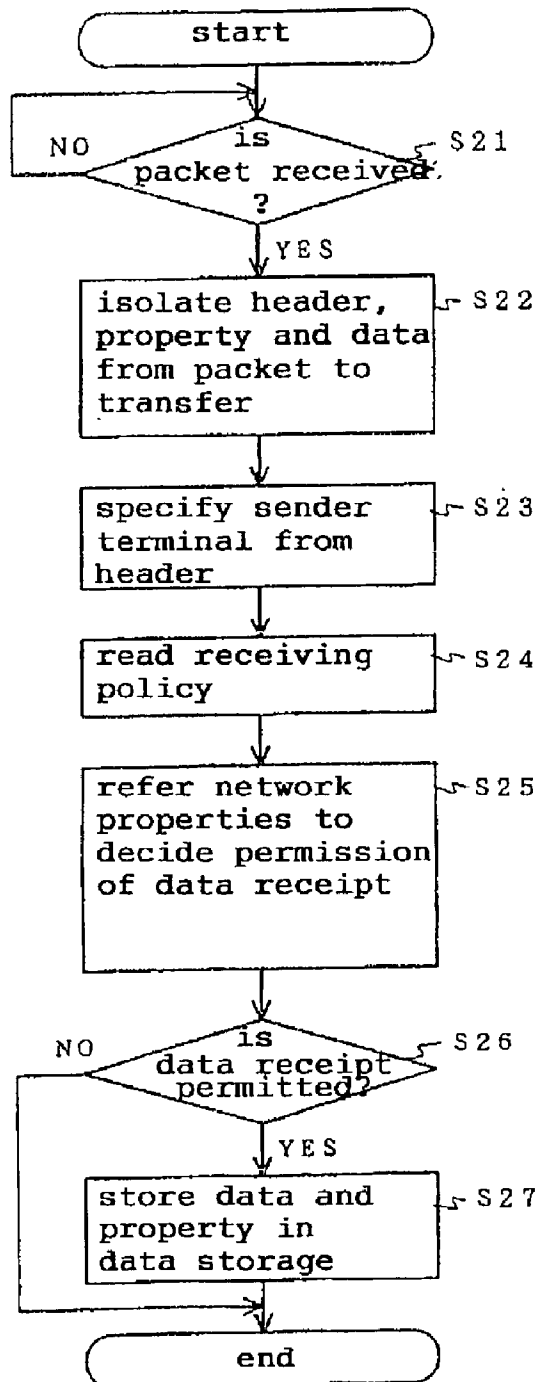 start
NO
is
packet received
?
S21
YES
isolate header,
property and data
from packet to
transfer
S22
specify sender
terminal from
header
S23
read receiving
policy
S24
refer network
properties to
decide permission
of data receipt
S25
NO
is
data receipt
permitted?
S26
YES
store data and
property in
data storage
S27
end